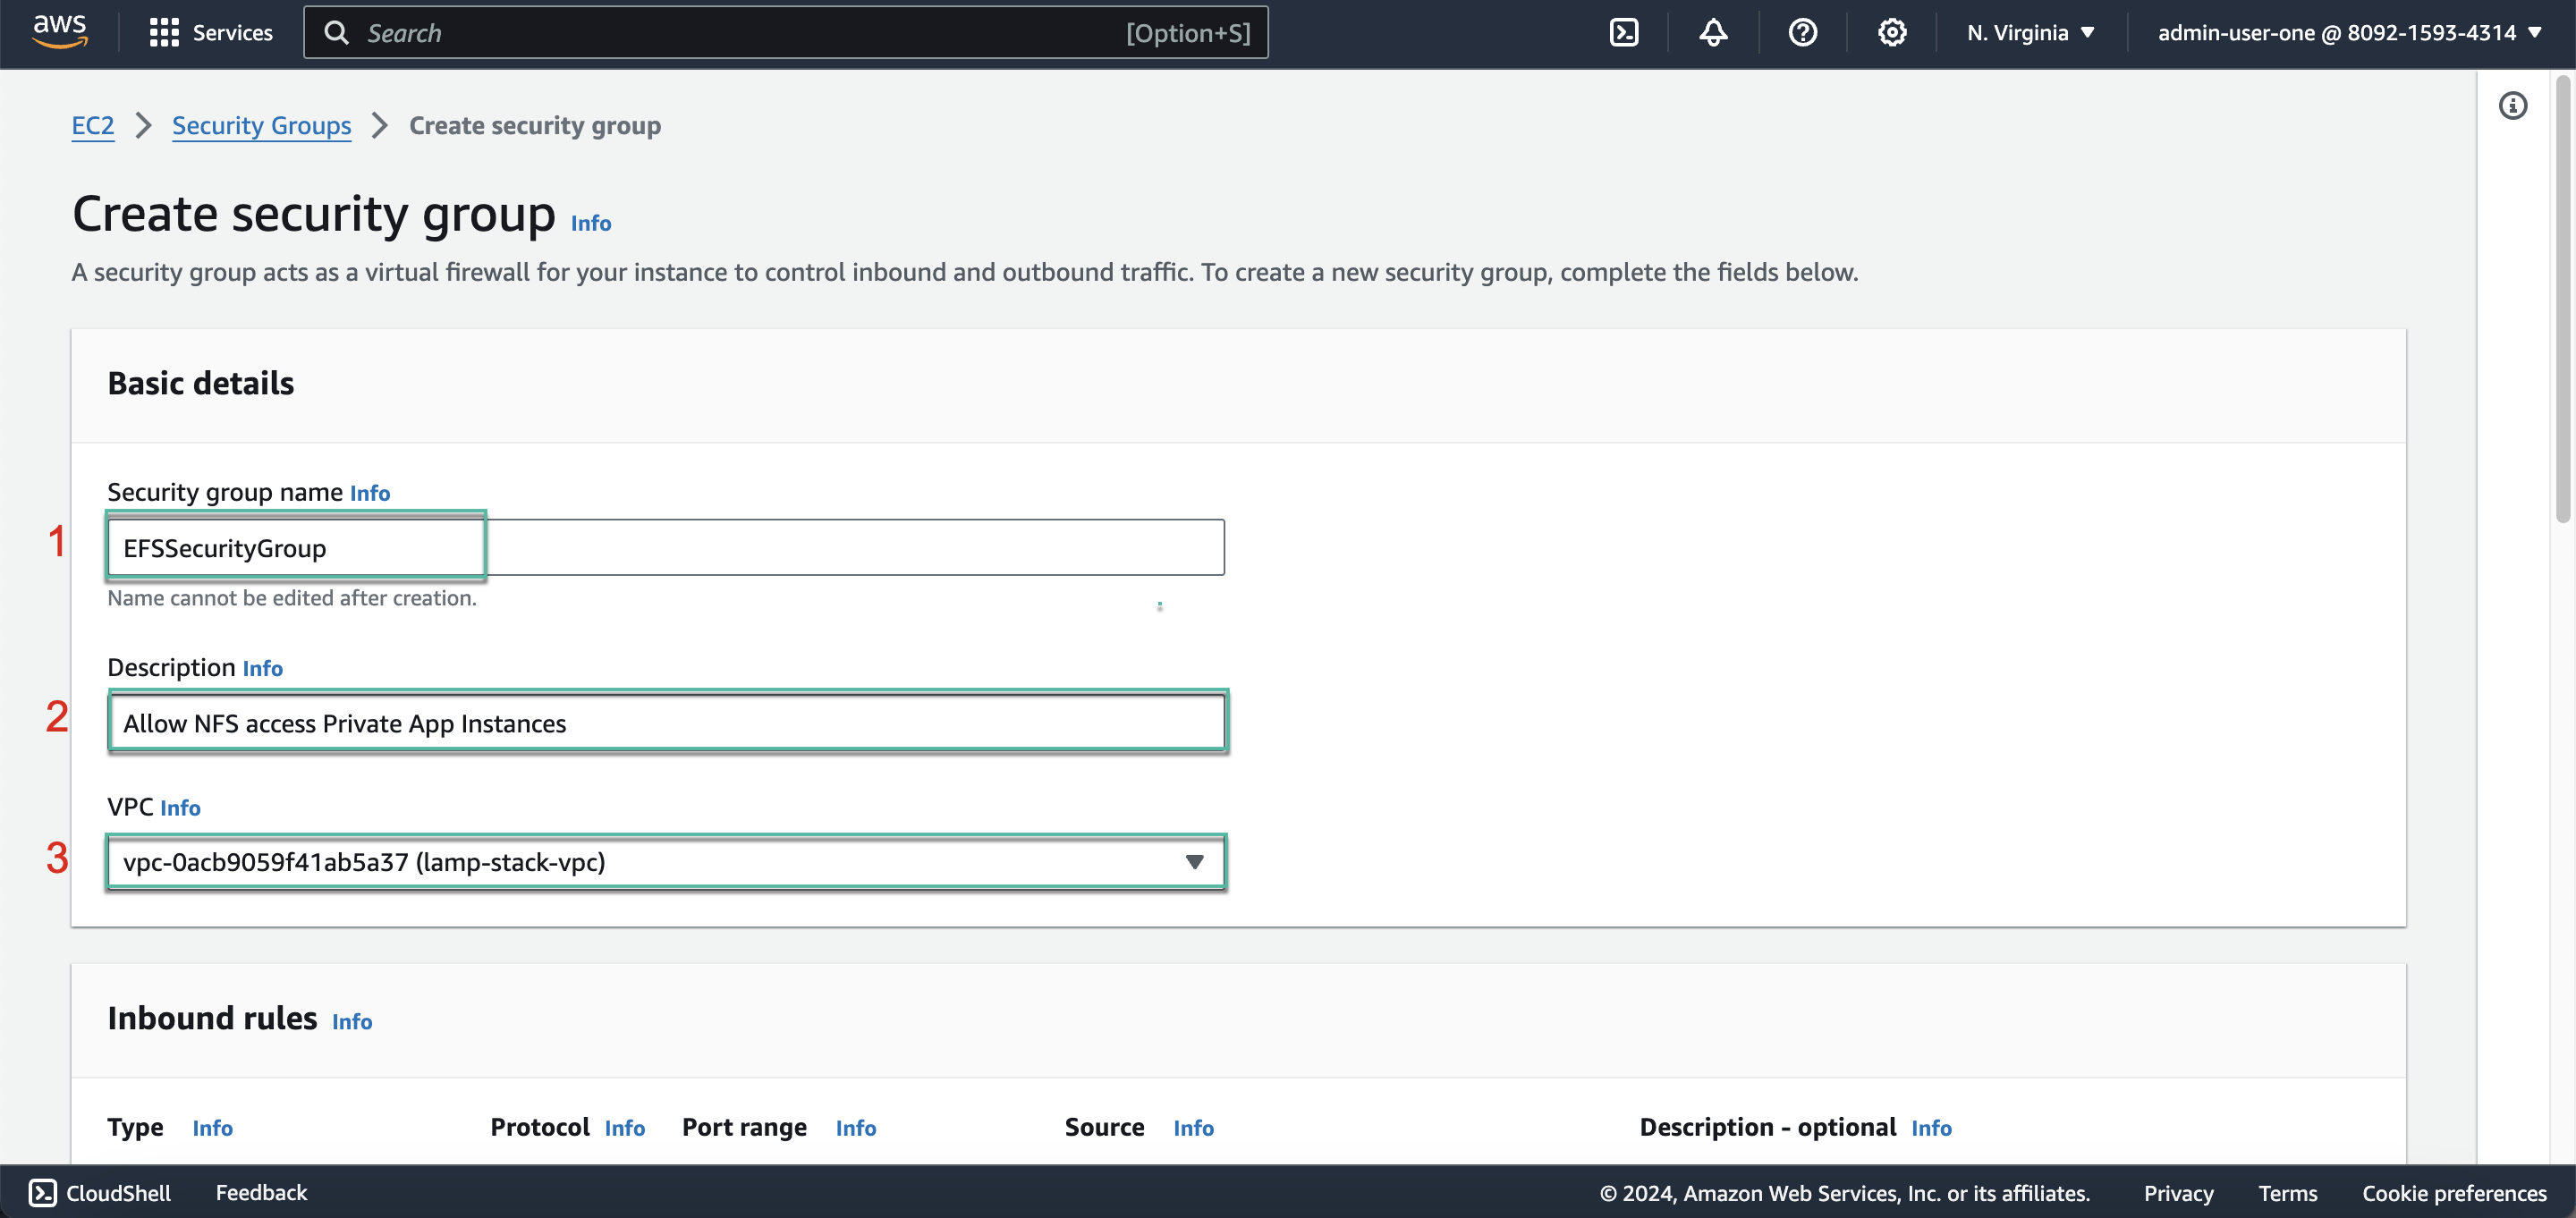 aws Services Search [Option+S] N. Virginia admin-user-one @ 8092-1593-4314
EC2 Security Groups Create security group
Create security group Info
A security group acts as a virtual firewall for your instance to control inbound and outbound traffic. To create a new security group, complete the fields below.
Basic details
Security group name Info
1 EFSSecurityGroup
Name cannot be edited after creation.
Description Info
2 Allow NFS access Private App Instances
VPC Info
3 vpc-0acb9059f41ab5a37 (lamp-stack-vpc)
Inbound rules Info
Type Info Protocol Info Port range Info Source Info Description - optional Info
CloudShell Feedback © 2024, Amazon Web Services, Inc. or its affiliates. Privacy Terms Cookie preferences